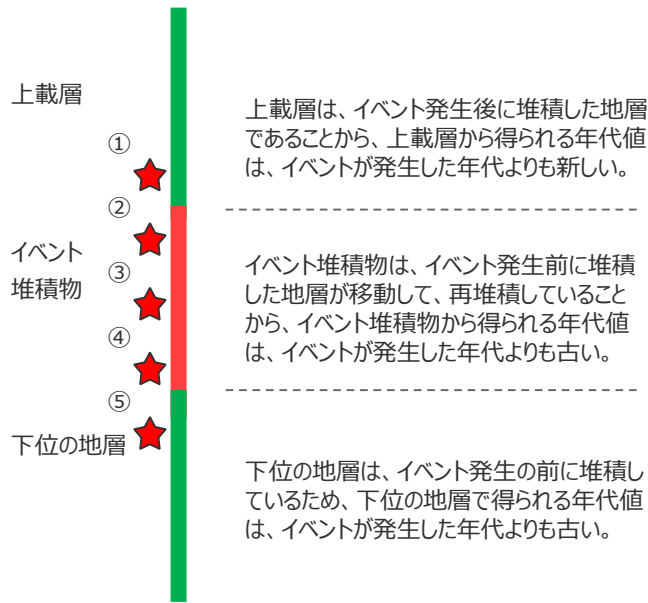 上載層
上載層は、イベント発生後に堆積した地層
であることから、上載層から得られる年代値
は、イベントが発生した年代よりも新しい。
①
②
イベント
堆積物
③
イベント堆積物は、イベント発生前に堆積
した地層が移動して、再堆積していること
から、イベント堆積物から得られる年代値
は、イベントが発生した年代よりも古い。
④
⑤
下位の地層
下位の地層は、イベント発生の前に堆積し
ているため、下位の地層で得られる年代値
は、イベントが発生した年代よりも古い。